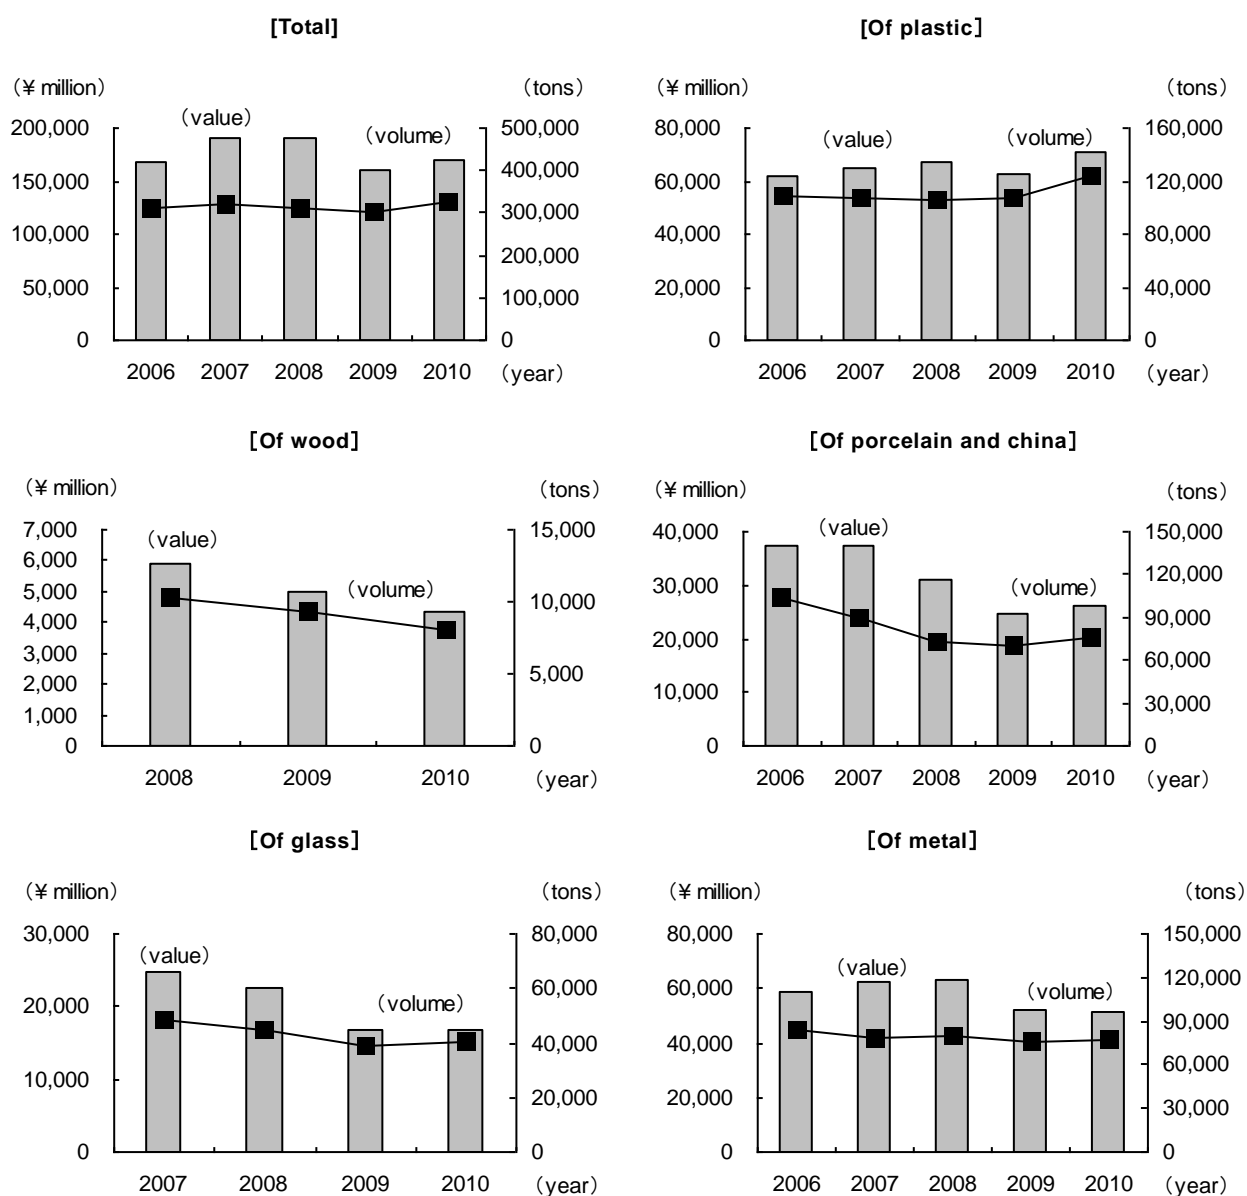 [Total]
(¥ million)
(tons)
(value)
(volume)
200,000
150,000
100,000
50,000
0
500,000
400,000
300,000
200,000
100,000
0
2006 2007 2008 2009 2010 (year)
[Of plastic]
(¥ million)
(tons)
(value)
(volume)
80,000
60,000
40,000
20,000
0
160,000
120,000
80,000
40,000
0
2006 2007 2008 2009 2010 (year)
[Of wood]
(¥ million)
(tons)
(value)
(volume)
7,000
6,000
5,000
4,000
3,000
2,000
1,000
0
15,000
10,000
5,000
0
2008 2009 2010 (year)
[Of porcelain and china]
(¥ million)
(tons)
(value)
(volume)
40,000
30,000
20,000
10,000
0
150,000
120,000
90,000
60,000
30,000
0
2006 2007 2008 2009 2010 (year)
[Of glass]
(¥ million)
(tons)
(value)
(volume)
30,000
20,000
10,000
0
80,000
60,000
40,000
20,000
0
2007 2008 2009 2010 (year)
[Of metal]
(¥ million)
(tons)
(value)
(volume)
80,000
60,000
40,000
20,000
0
150,000
120,000
90,000
60,000
30,000
0
2006 2007 2008 2009 2010 (year)